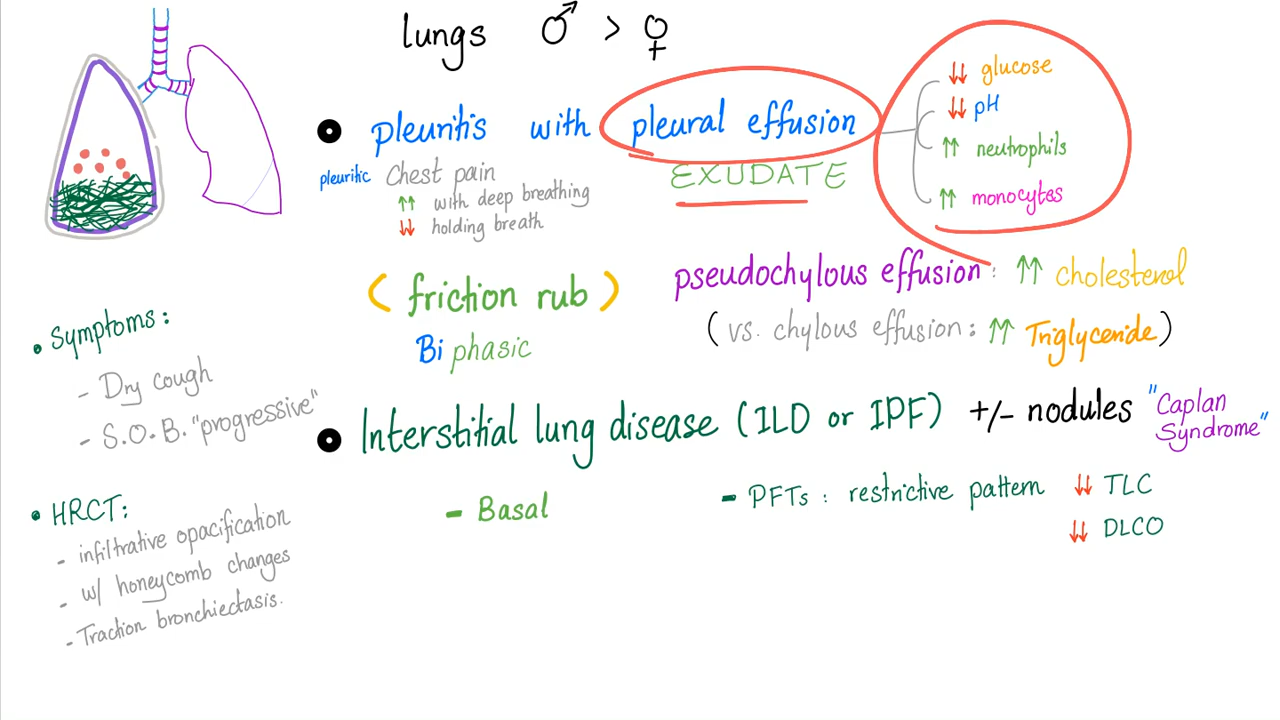 lungs ♂ > ♀
pleuritis with pleural effusion
EXUDATE
↓↓ glucose
↓↓ pH
↑↑ neutrophils
↑↑ monocytes
pleuritic Chest pain
↑↑ with deep breathing
↓↓ holding breath
(friction rub)
Biphasic
pseudochylous effusion: ↑↑ cholesterol
(vs. chylous effusion: ↑↑ Triglyceride)
• Symptoms:
- Dry cough
- S.O.B. "progressive"
Interstitial lung disease (ILD or IPF) +/- nodules "Caplan
Syndrome"
- Basal
- PFTs: restrictive pattern ↓↓ TLC
↓↓ DLCO
• HRCT:
- infiltrative opacification
- w/ honeycomb changes
- Traction bronchiectasis.